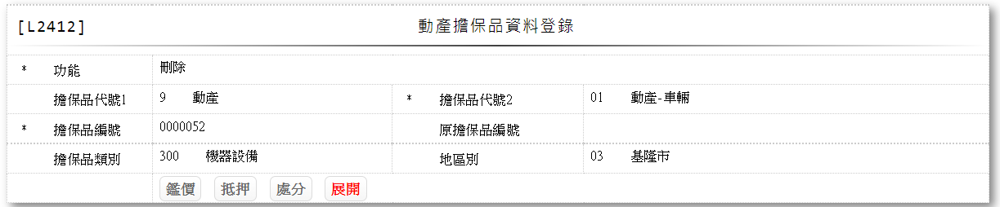 [L2412] 動產擔保品資料登錄
* 功能 刪除
擔保品代號1 9 動產 * 擔保品代號2 01 動產-車輛
* 擔保品編號 0000052 原擔保品編號
擔保品類別 300 機器設備 地區別 03 基隆市
鑑價 抵押 處分 展開